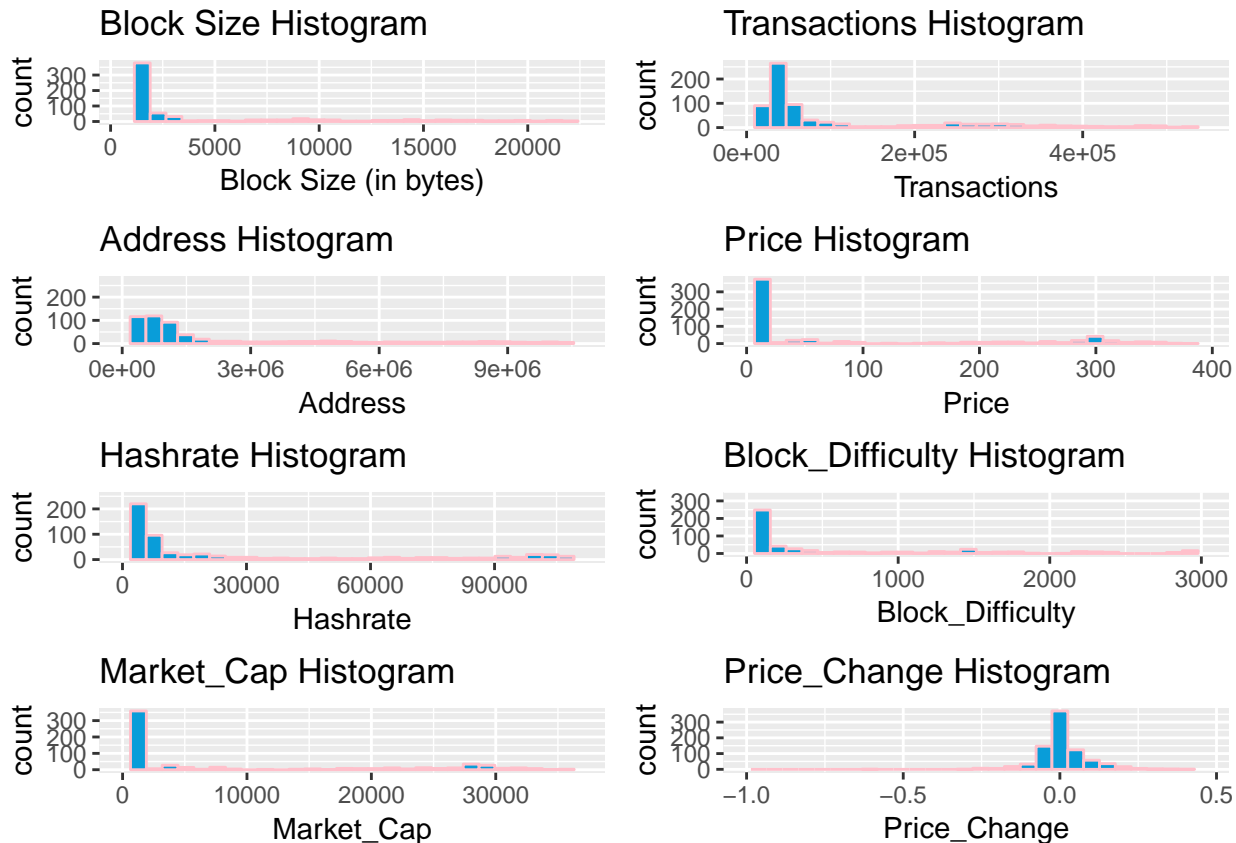 Block Size Histogram
count
300
200
100
0
0 5000 10000 15000 20000
Block Size (in bytes)
Transactions Histogram
count
200
100
0
0e+00 2e+05 4e+05
Transactions
Address Histogram
count
200
100
0
0e+00 3e+06 6e+06 9e+06
Address
Price Histogram
count
300
200
100
0
0 100 200 300 400
Price
Hashrate Histogram
count
200
100
0
0 30000 60000 90000
Hashrate
Block_Difficulty Histogram
count
300
200
100
0
0 1000 2000 3000
Block_Difficulty
Market_Cap Histogram
count
300
200
100
0
0 10000 20000 30000
Market_Cap
Price_Change Histogram
count
300
200
100
0
−1.0 −0.5 0.0 0.5
Price_Change